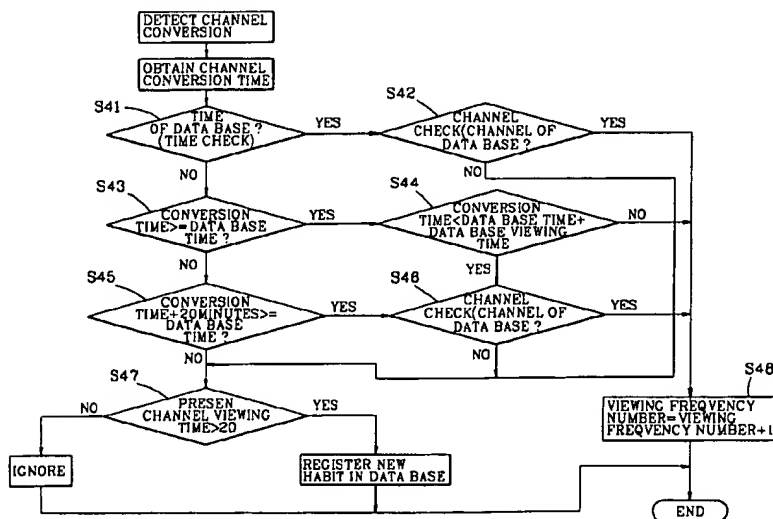 DETECT CHANNEL
CONVERSION
OBTAIN CHANNEL
CONVERSION TIME
S41
TIME
OF DATA BASE ?
(TIME CHECK)
YES
NO
S42
CHANNEL
CHECK(CHANNEL OF
DATA BASE ?
YES
NO
S43
CONVERSION
TIME>=DATA BASE
TIME ?
YES
NO
S44
CONVERSION
TIME<DATA BASE TIME+
DATA BASE VIEWING
TIME
NO
YES
S45
CONVERSION
TIME+20MINUTES>=
DATA BASE
TIME ?
YES
NO
S46
CHANNEL
CHECK(CHANNEL OF
DATA BASE ?
YES
NO
S47
PRESEN
CHANNEL VIEWING
TIME>20
NO
YES
S48
VIEWING FREQVENCY
NUMBER=VIEWING
FREQVENCY NUMBER+1
IGNORE
REGISTER NEW
HABIT IN DATA BASE
END